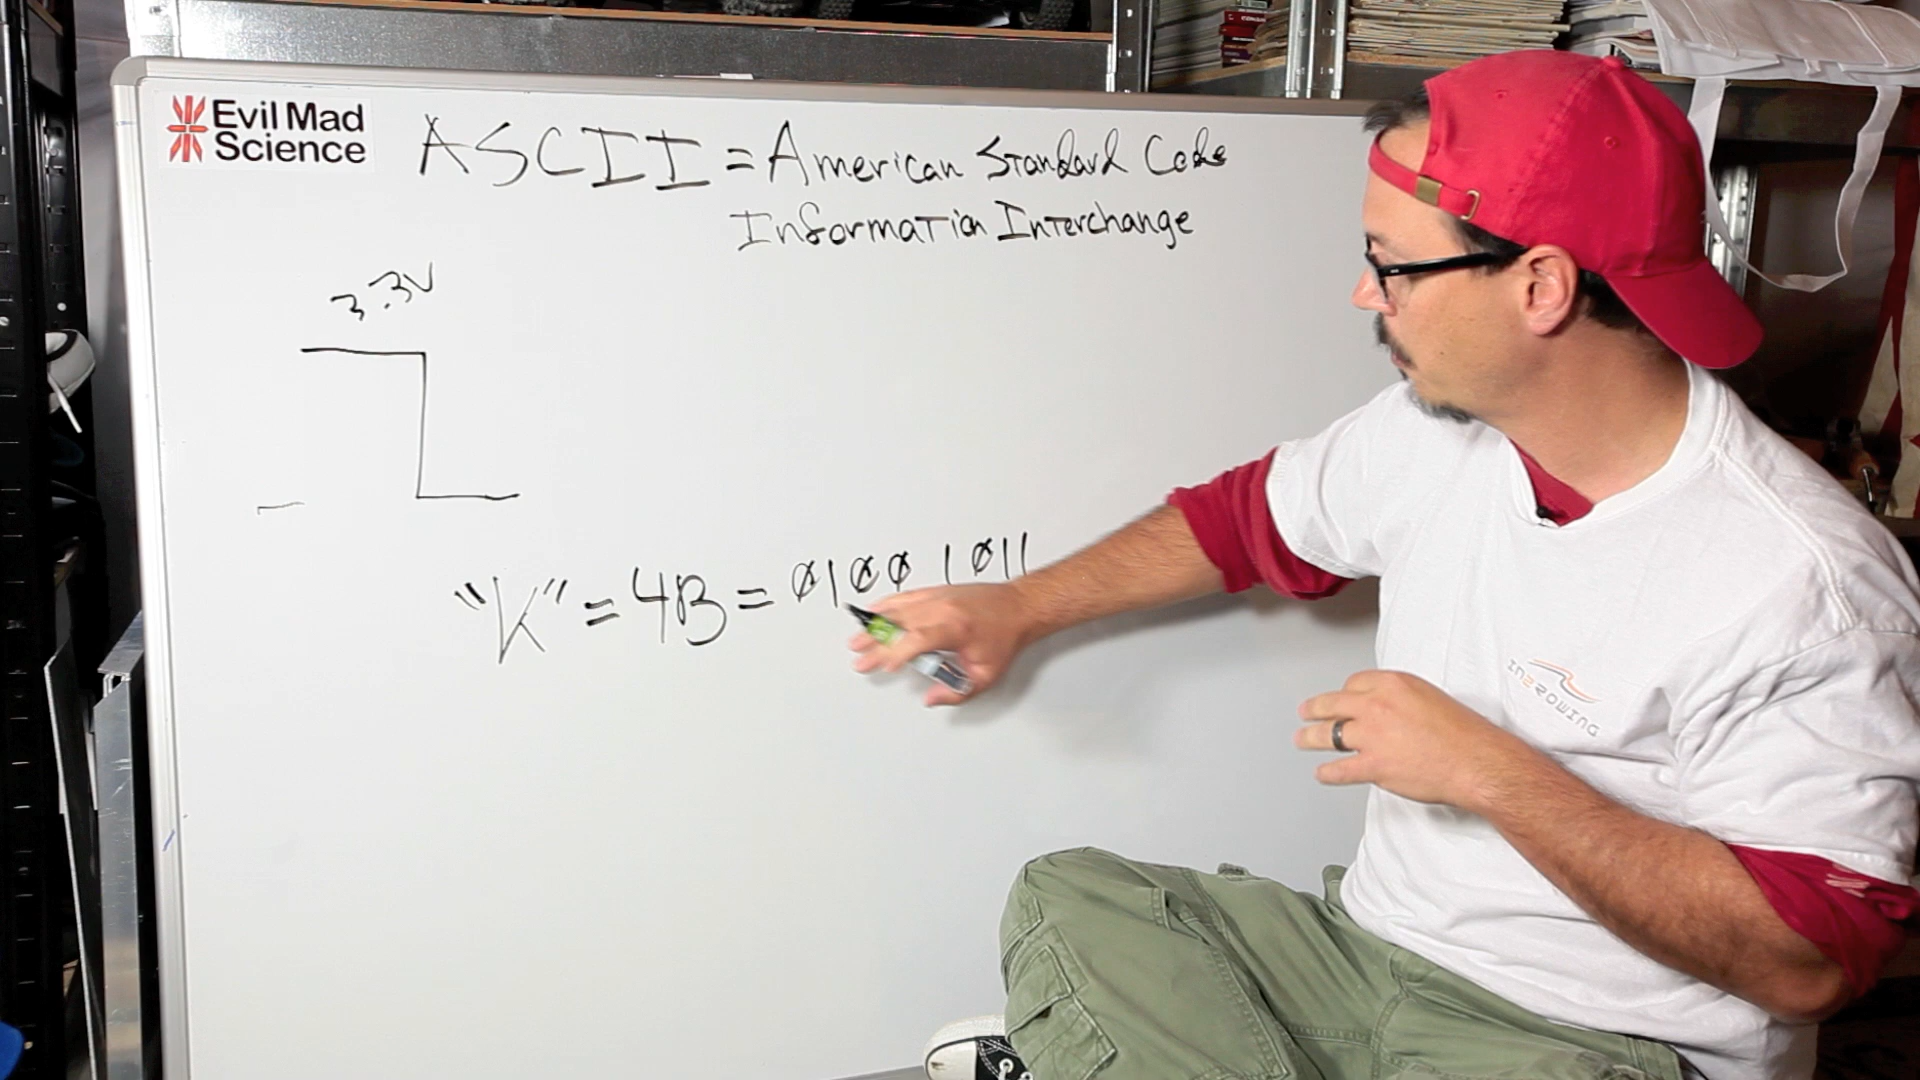 Evil Mad
Science
ASCII = American Standard Code
Information Interchange
3.3V
"K" = 4B = 0100 1011